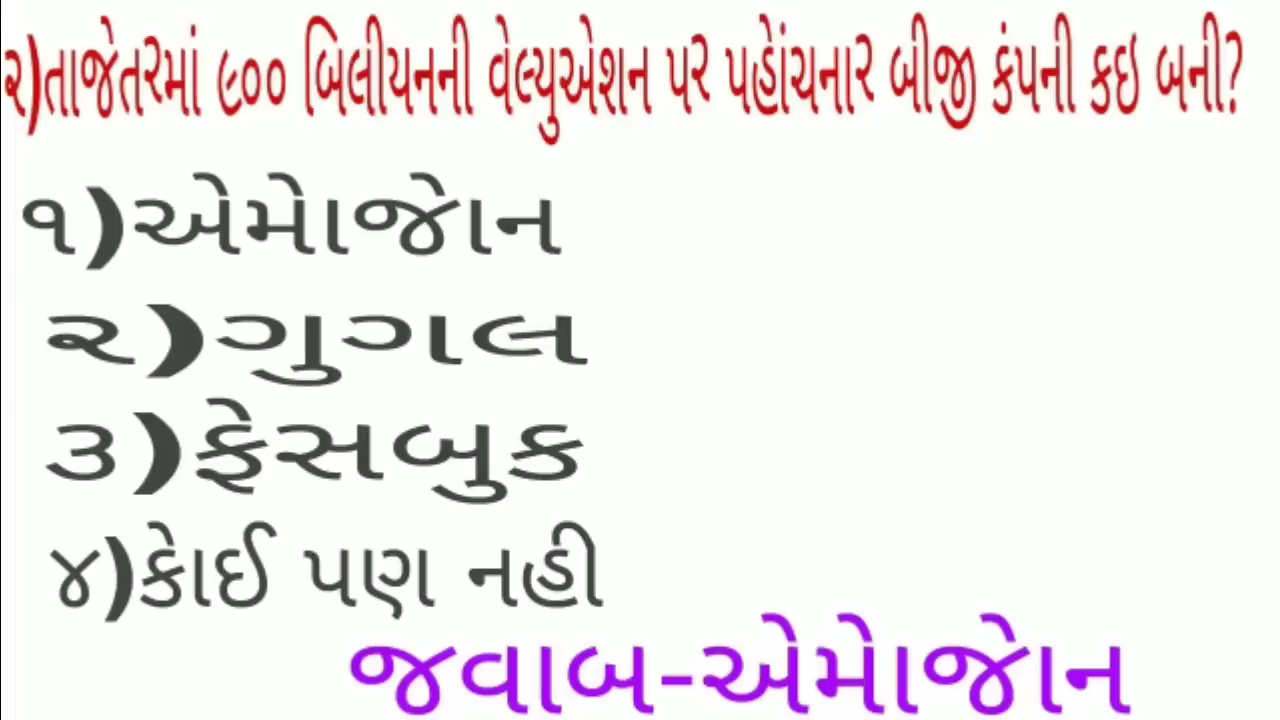 ૨)તાજેતરમાં ૯૦૦ બિલીયનની વેલ્યુએશન પર પહોંચનાર બીજી કંપની કઇ બની?
૧)એમોજોન
૨)ગુગલ
૩)ફેસબુક
૪)કોઈ પણ નહી
જવાબ-એમોજોન